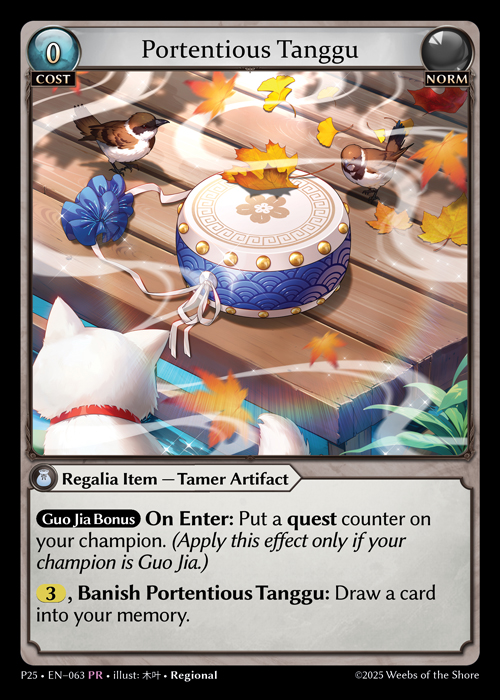 0
Portentious Tanggu
COST
NORM
Regalia Item — Tamer Artifact
Guo Jia Bonus On Enter: Put a quest counter on
your champion. (Apply this effect only if your
champion is Guo Jia.)
3, Banish Portentious Tanggu: Draw a card
into your memory.
P25 • EN–063 PR • illust: 木叶 • Regional
©2025 Weebs of the Shore